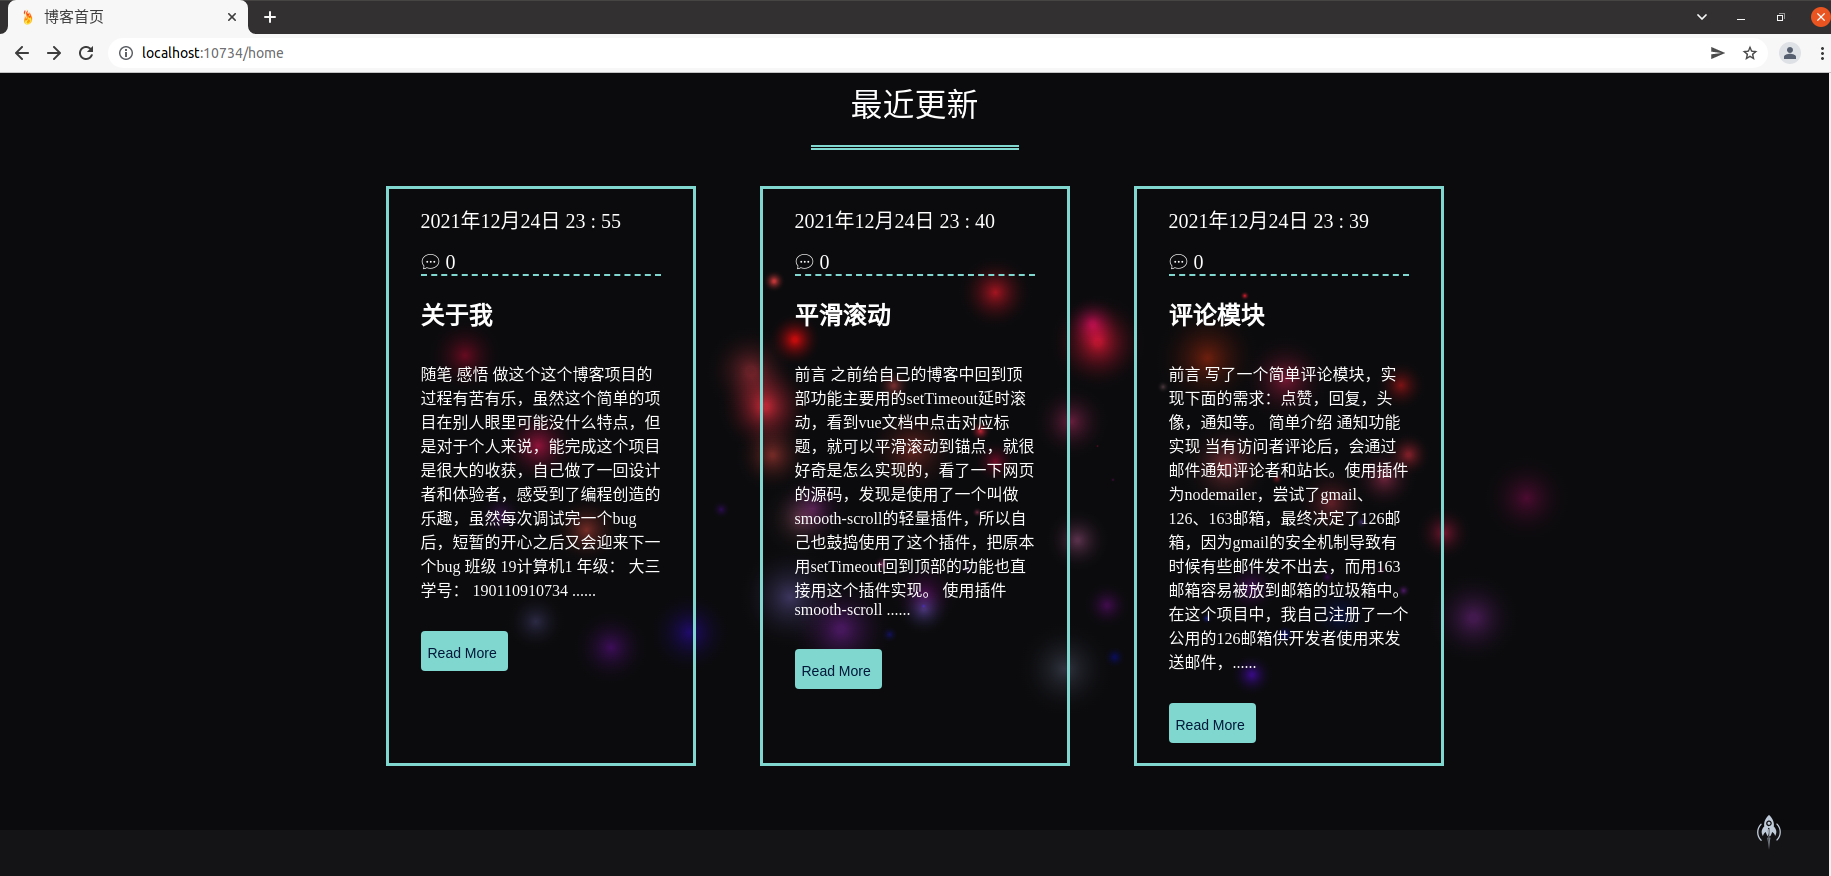 博客首页
localhost:10734/home
最近更新
2021年12月24日 23 : 55
0
关于我
随笔 感悟 做这个这个博客项目的
过程有苦有乐，虽然这个简单的项
目在别人眼里可能没什么特点，但
是对于个人来说，能完成这个项目
是很大的收获，自己做了一回设计
者和体验者，感受到了编程创造的
乐趣，虽然每次调试完一个bug
后，短暂的开心之后又会迎来下一
个bug 班级 19计算机1 年级： 大三
学号： 190110910734 ......
Read More
2021年12月24日 23 : 40
0
平滑滚动
前言 之前给自己的博客中回到顶
部功能主要用的setTimeout延时滚
动，看到vue文档中点击对应标
题，就可以平滑滚动到锚点，就很
好奇是怎么实现的，看了一下网页
的源码，发现是使用了一个叫做
smooth-scroll的轻量插件，所以自
己也鼓捣使用了这个插件，把原本
用setTimeout回到顶部的功能也直
接用这个插件实现。 使用插件
smooth-scroll ......
Read More
2021年12月24日 23 : 39
0
评论模块
前言 写了一个简单评论模块，实
现下面的需求：点赞，回复，头
像，通知等。 简单介绍 通知功能
实现 当有访问者评论后，会通过
邮件通知评论者和站长。使用插件
为nodemailer，尝试了gmail、
126、163邮箱，最终决定了126邮
箱，因为gmail的安全机制导致有
时候有些邮件发不出去，而用163
邮箱容易被放到邮箱的垃圾箱中。
在这个项目中，我自己注册了一个
公用的126邮箱供开发者使用来发
送邮件，......
Read More